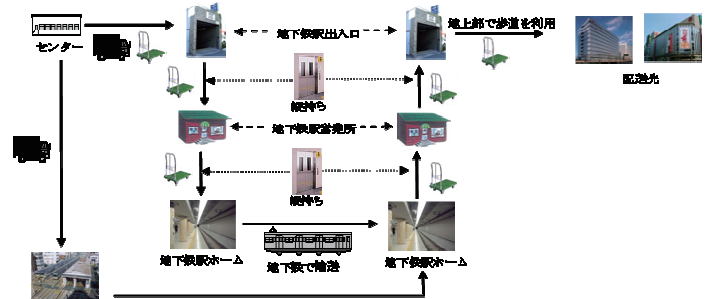 センター
地下鉄駅出入口
地上部で歩道を利用
配送先
縦持ち
地下鉄駅営業所
縦持ち
地下鉄駅ホーム
地下鉄で輸送
地下鉄駅ホーム